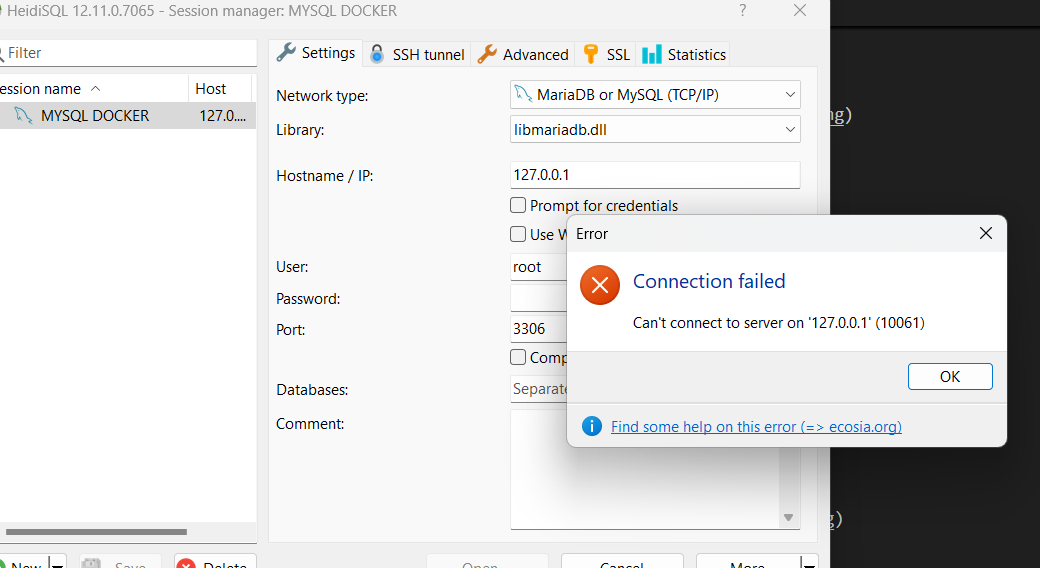 HeidiSQL 12.11.0.7065 - Session manager: MYSQL DOCKER ?
Filter
ession name Host
MYSQL DOCKER 127.0....
Settings SSH tunnel Advanced SSL Statistics
Network type: MariaDB or MySQL (TCP/IP)
Library: libmariadb.dll
Hostname / IP: 127.0.0.1
Prompt for credentials
Use W
User: root
Password:
Port: 3306
Comp
Databases: Separate
Comment:
Error
Connection failed
Can't connect to server on '127.0.0.1' (10061)
OK
Find some help on this error (=> ecosia.org)
New Save Delete Open Cancel More
ng)
g)